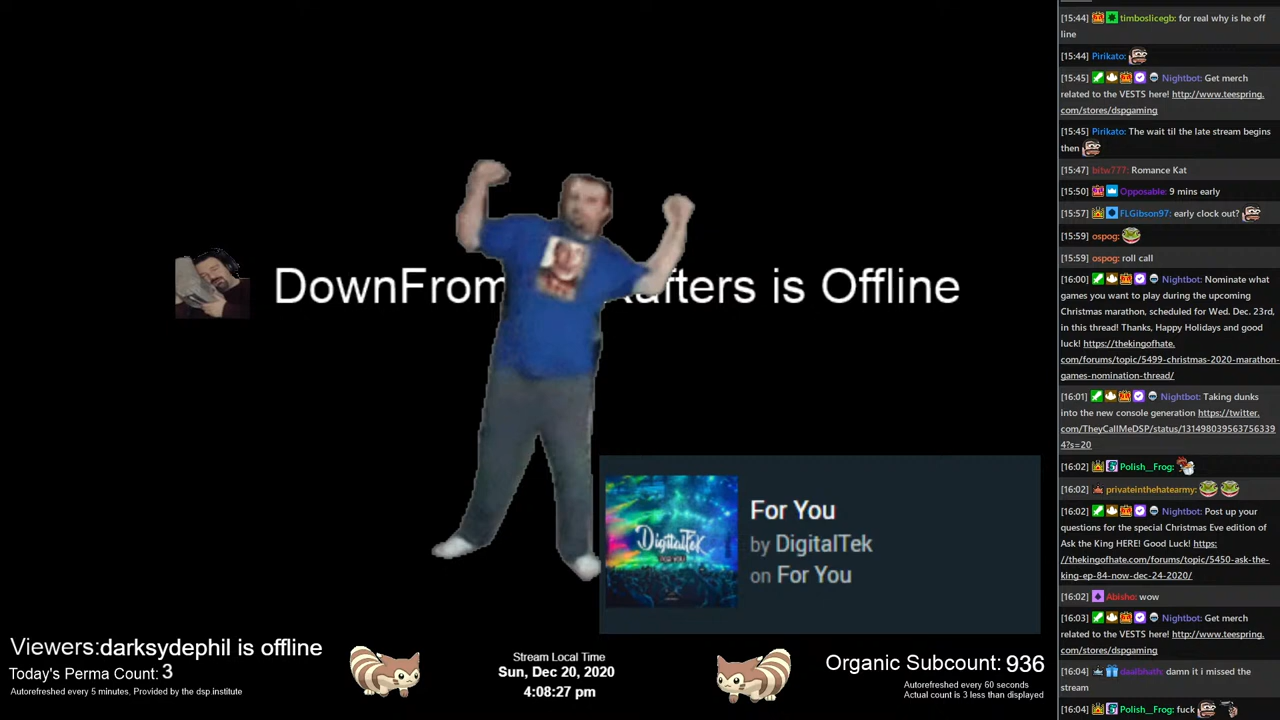 DownFrom afters is Offline
DigitalTek
FOR YOU
For You
by DigitalTek
on For You
Viewers:darksydephil is offline
Today's Perma Count: 3
Autorefreshed every 5 minutes, Provided by the dsp institute
Stream Local Time
Sun, Dec 20, 2020
4:08:27 pm
Organic Subcount: 936
Autorefreshed every 60 seconds
Actual count is 3 less than displayed
[15:44] timboslicegb: for real why is he off
line
[15:44] Pirikato:
[15:45] Nightbot: Get merch
related to the VESTS here! http://www.teespring.
com/stores/dspgaming
[15:45] Pirikato: The wait til the late stream begins
then
[15:47] bitw777: Romance Kat
[15:50] Opposable: 9 mins early
[15:57] FLGibson97: early clock out?
[15:59] ospog:
[15:59] ospog: roll call
[16:00] Nightbot: Nominate what
games you want to play during the upcoming
Christmas marathon, scheduled for Wed. Dec. 23rd,
in this thread! Thanks, Happy Holidays and good
luck! https://thekingofhate.
com/forums/topic/5499-christmas-2020-marathon-
games-nomination-thread/
[16:01] Nightbot: Taking dunks
into the new console generation https://twitter.
com/TheyCallMeDSP/status/131498039563756339
4?s=20
[16:02] Polish__Frog:
[16:02] privateinthehatearmy:
[16:02] Nightbot: Post up your
questions for the special Christmas Eve edition of
Ask the King HERE! Good Luck! https:
//thekingofhate.com/forums/topic/5450-ask-the-
king-ep-84-now-dec-24-2020/
[16:02] Abisho: wow
[16:03] Nightbot: Get merch
related to the VESTS here! http://www.teespring.
com/stores/dspgaming
[16:04] daaibhath: damn it i missed the
stream
[16:04] Polish__Frog: fuck